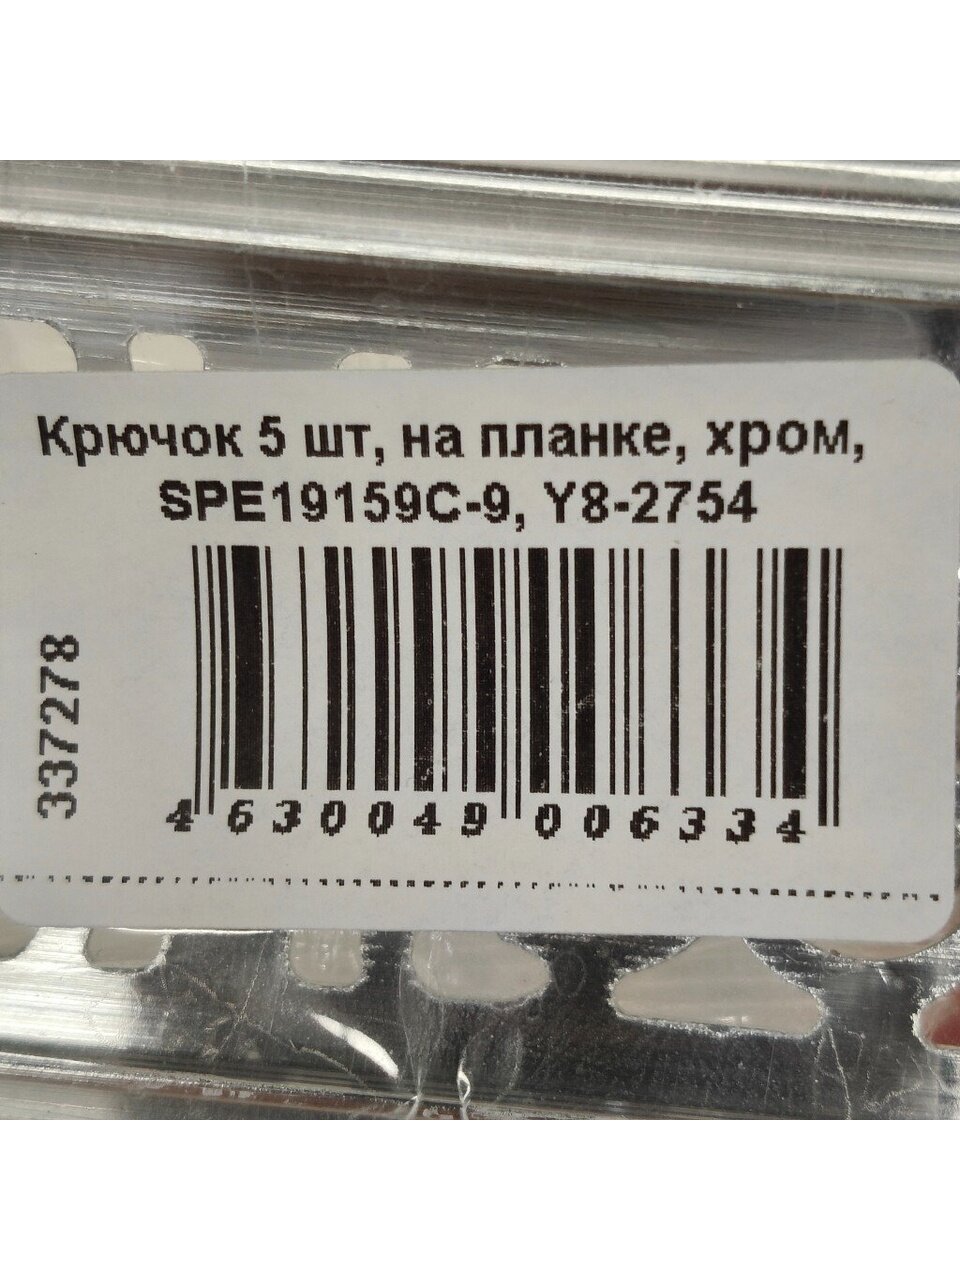 Крючок 5 шт, на планке, хром,
SPE19159C-9, Y8-2754
337278
4 630049 006334